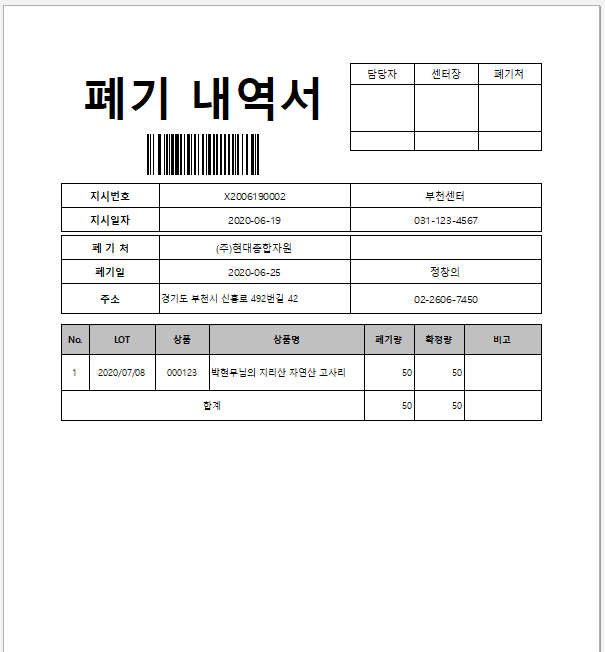 폐기 내역서
담당자 센터장 폐기처
지시번호 X2006190002 부천센터
지시일자 2020-06-19 031-123-4567
폐 기 처 (주)현대종합자원
폐기일 2020-06-25 정창의
주소 경기도 부천시 신흥로 492번길 42 02-2606-7450
No. LOT 상품 상품명 폐기량 확정량 비고
1 2020/07/08 000123 박현부님의 지리산 자연산 고사리 50 50
합계 50 50